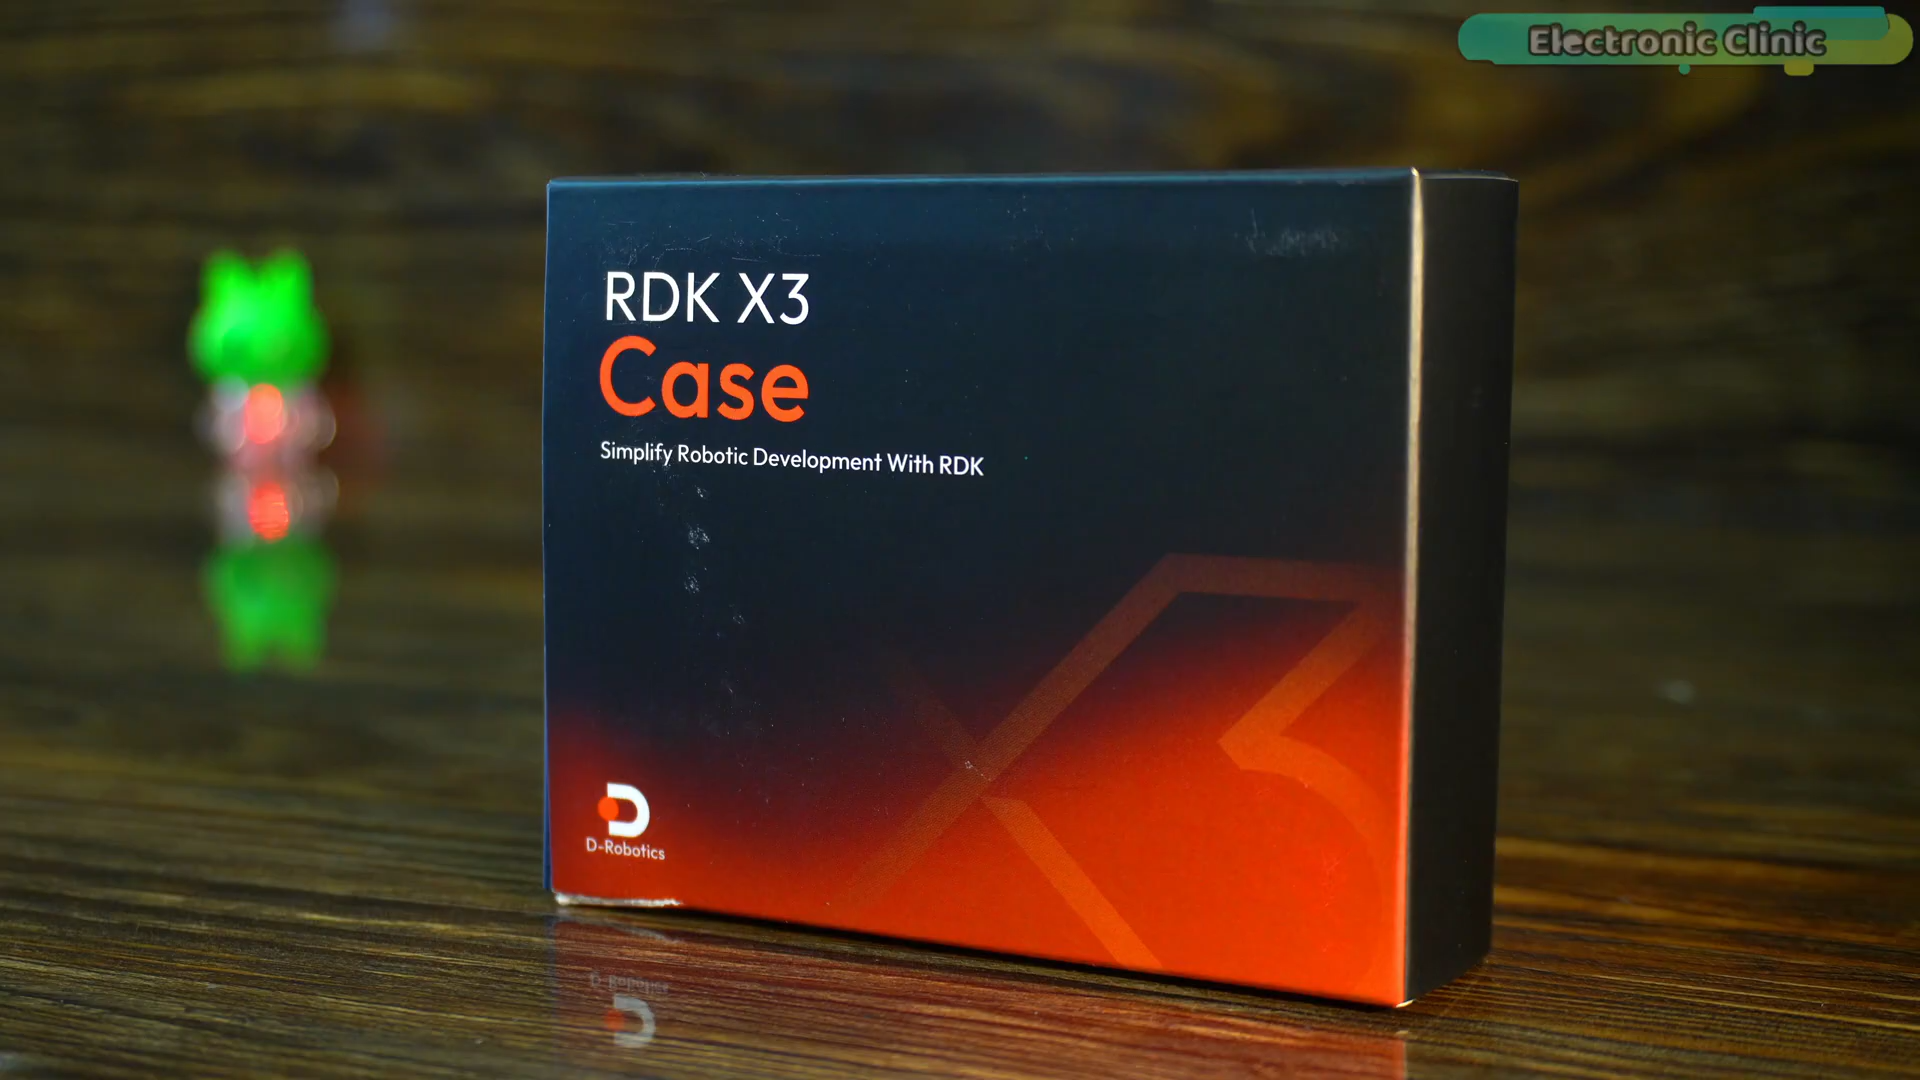 Electronic Clinic
RDK X3
Case
Simplify Robotic Development With RDK
D-Robotics